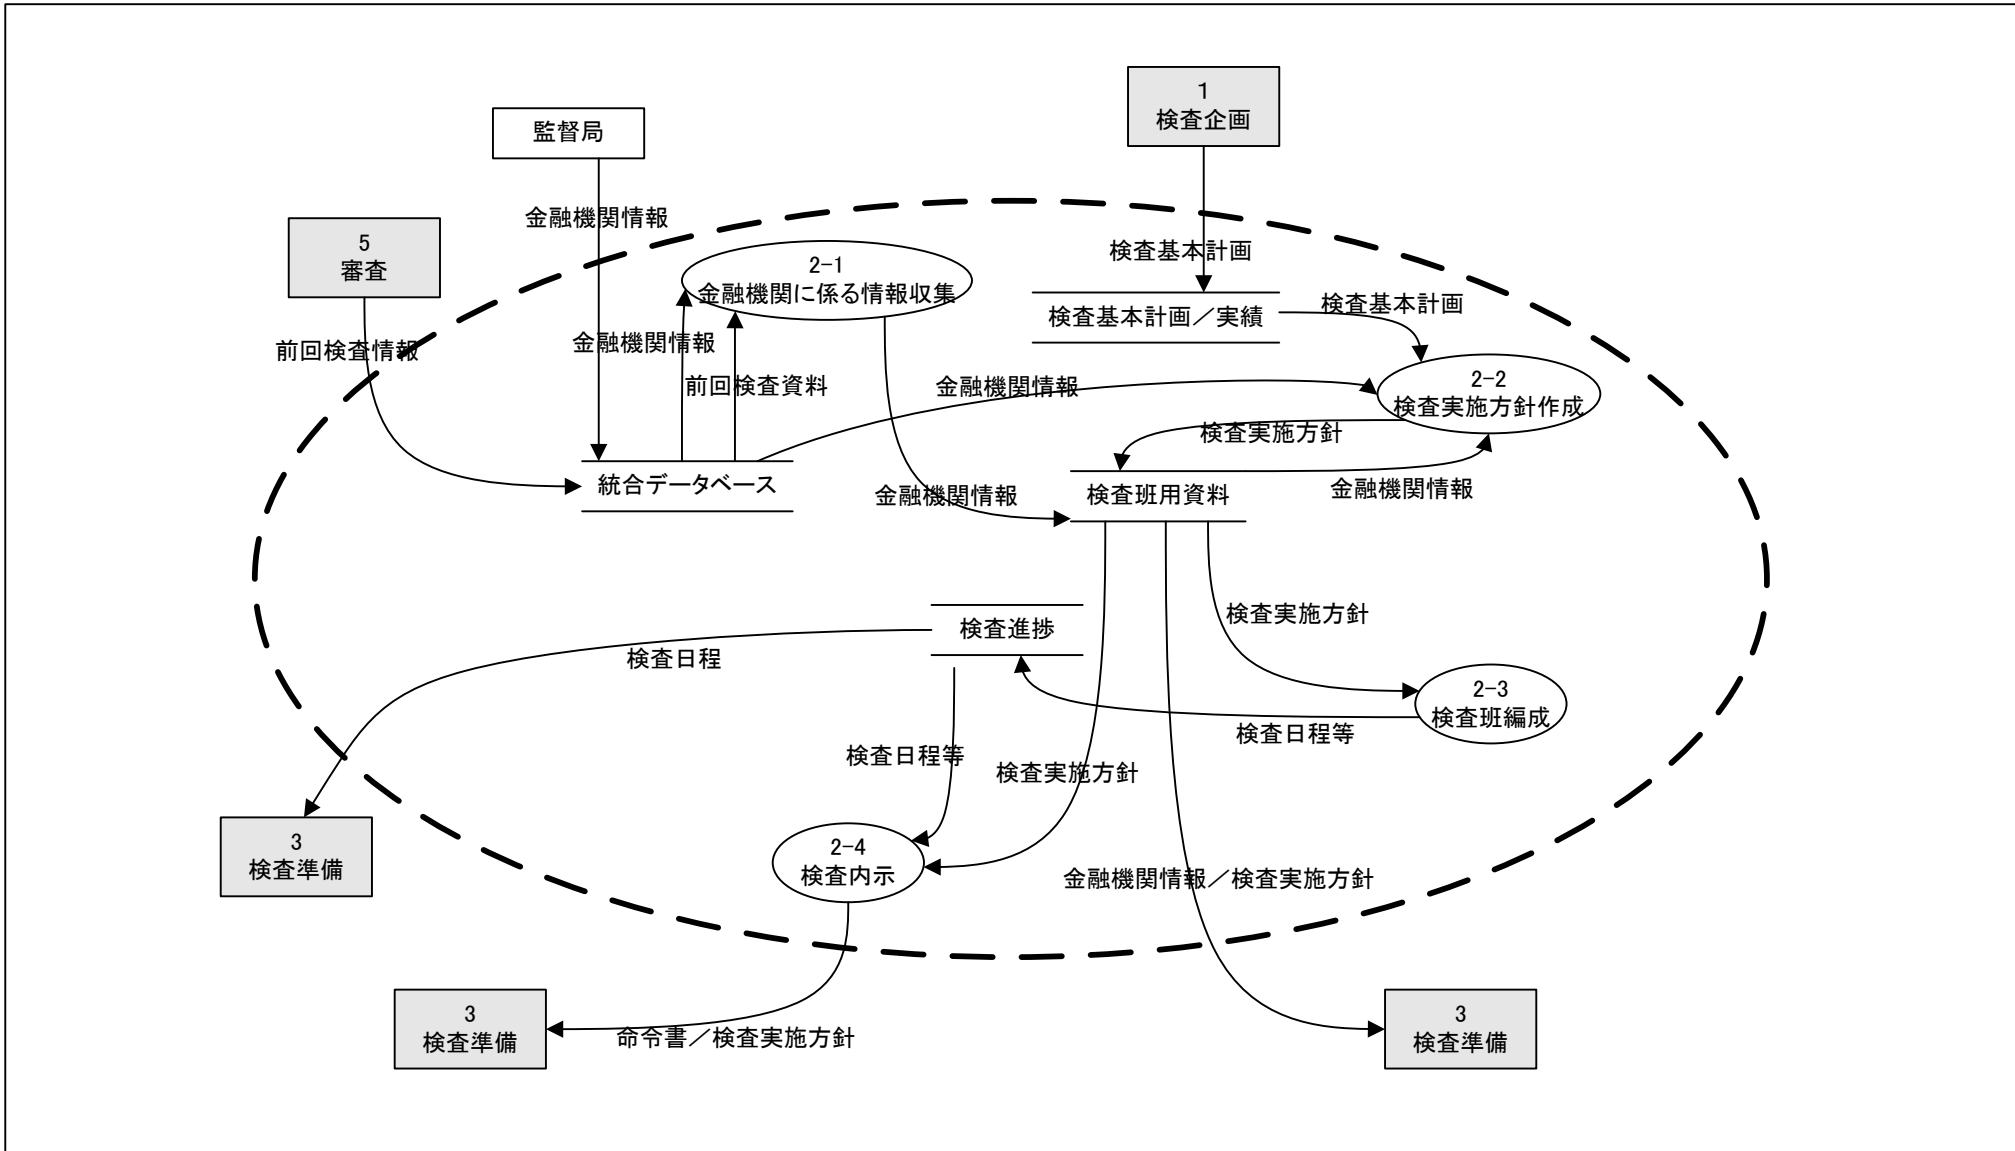 1
検査企画
監督局
金融機関情報
5
審査
検査基本計画
2-1
金融機関に係る情報収集
検査基本計画/実績
検査基本計画
前回検査情報
金融機関情報
前回検査資料
金融機関情報
2-2
検査実施方針作成
検査実施方針
統合データベース
金融機関情報
検査班用資料
金融機関情報
検査実施方針
検査進捗
検査日程
2-3
検査班編成
検査日程等
検査日程等
検査実施方針
3
検査準備
2-4
検査内示
金融機関情報/検査実施方針
3
検査準備
命令書/検査実施方針
3
検査準備